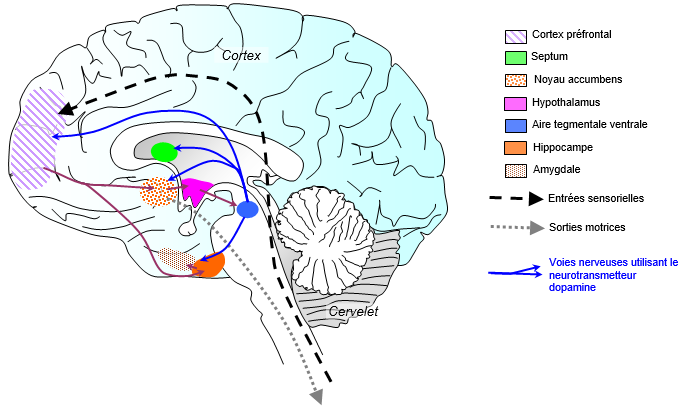 Cortex
Cervelet
Cortex préfrontal
Septum
Noyau accumbens
Hypothalamus
Aire tegmentale ventrale
Hippocampe
Amygdale
Entrées sensorielles
Sorties motrices
Voies nerveuses utilisant le
neurotransmetteur
dopamine